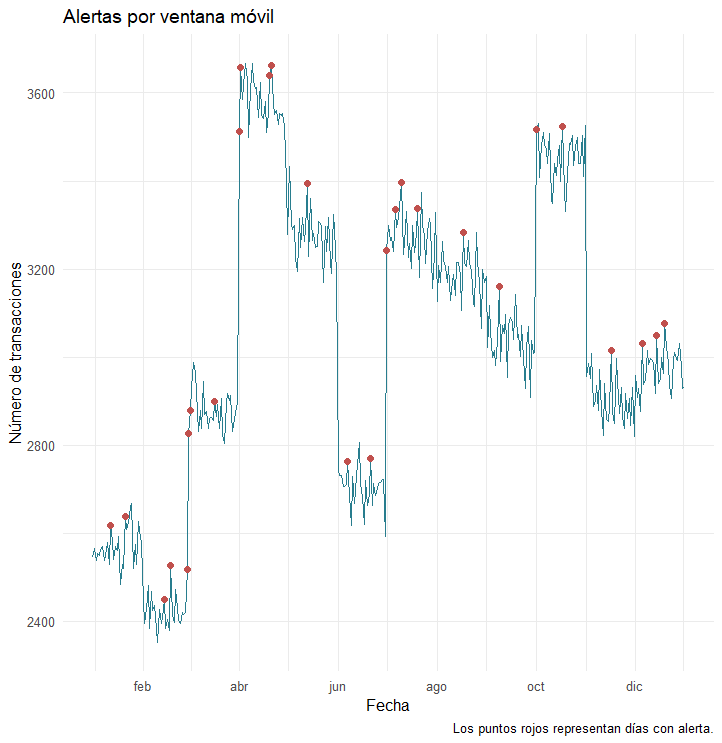 Alertas por ventana móvil
Número de transacciones
3600
3200
2800
2400
feb
abr
jun
ago
oct
dic
Fecha
Los puntos rojos representan días con alerta.